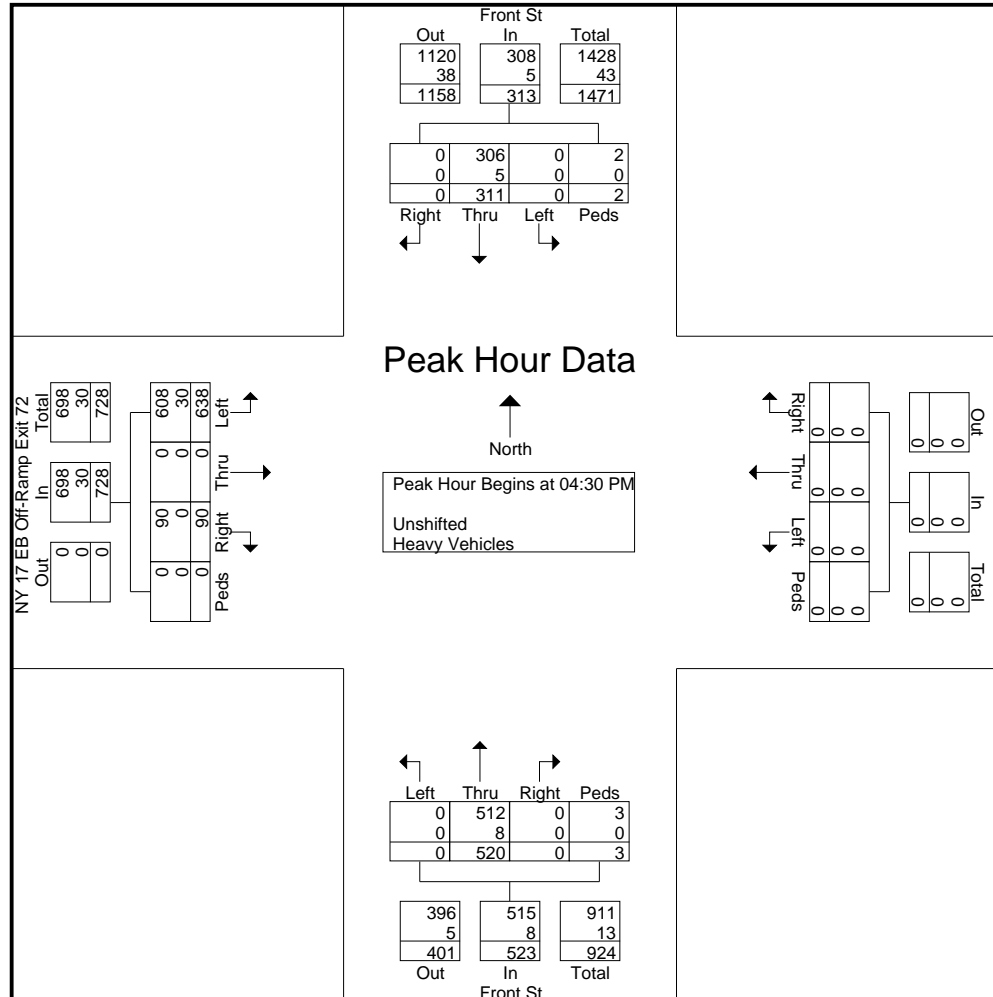 Front St
Out In Total
1120 308 1428
38 5 43
1158 313 1471
0 306 0 2
0 5 0 0
0 311 0 2
Right Thru Left Peds
Peak Hour Data
North
Peak Hour Begins at 04:30 PM
Unshifted
Heavy Vehicles
NY 17 EB Off-Ramp Exit 72
Out In Total
0 698 698
0 30 30
0 728 728
Peds Right Thru Left
0 90 0 608
0 0 0 30
0 90 0 638
Right Thru Left Peds
0 0 0 0
0 0 0 0
0 0 0 0
Out In Total
0 0 0
0 0 0
0 0 0
Left Thru Right Peds
0 512 0 3
0 8 0 0
0 520 0 3
396 515 911
5 8 13
401 523 924
Out In Total
Front St